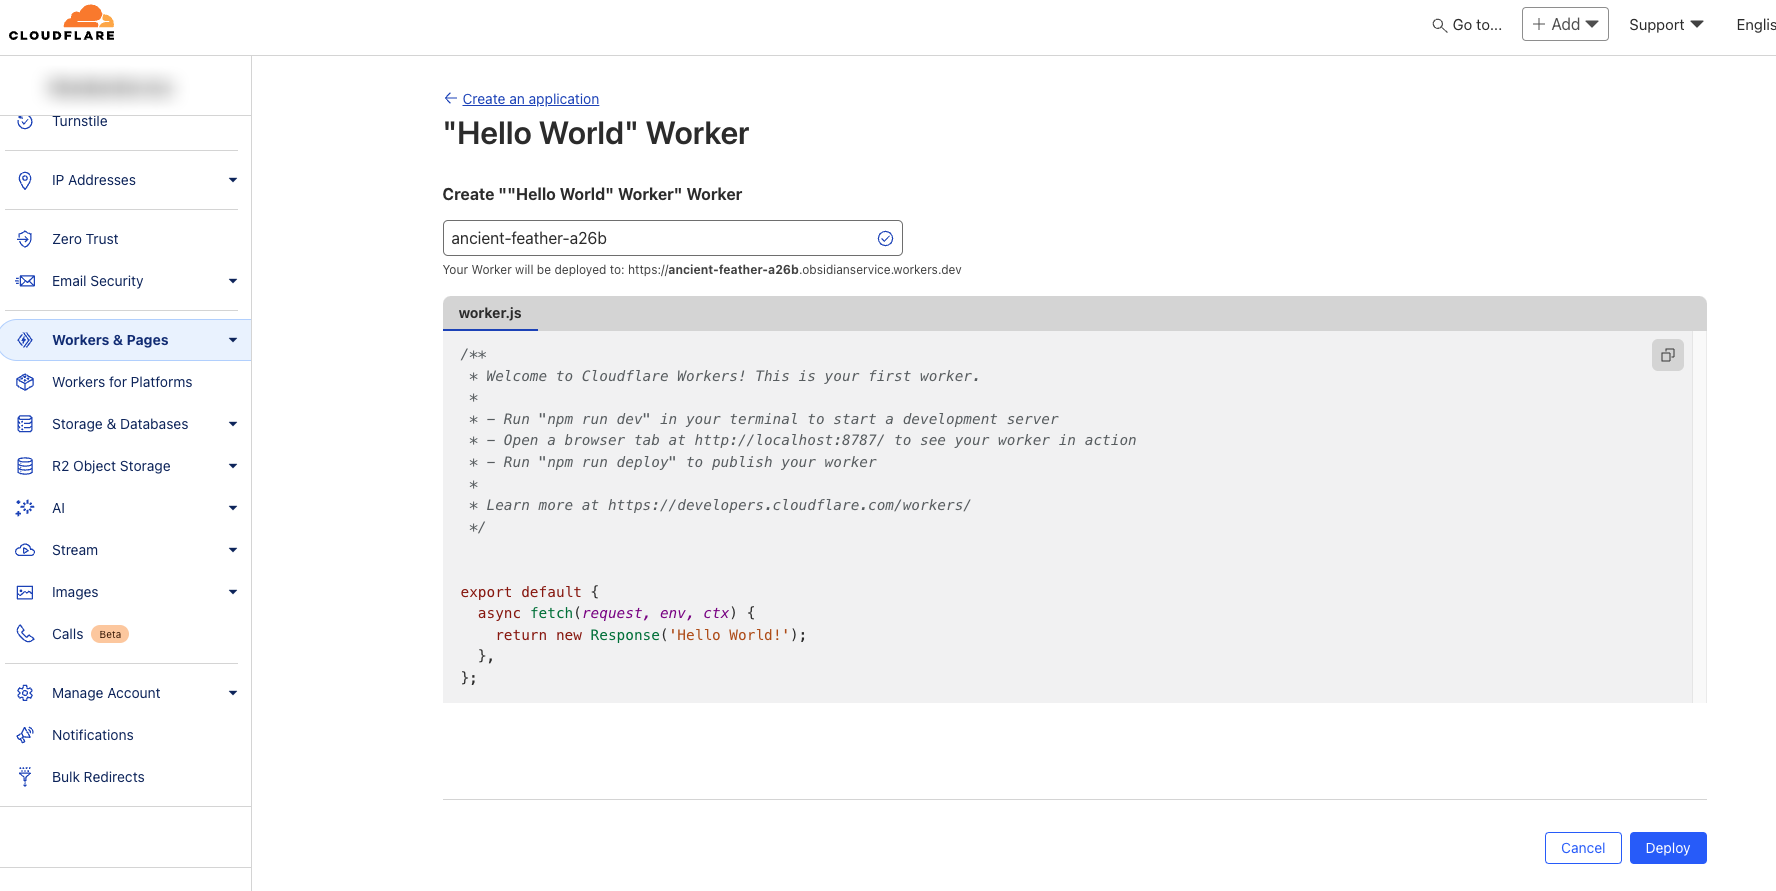 CLOUDFLARE
Go to...
+ Add
Support
Englis
Turnstile
IP Addresses
Zero Trust
Email Security
Workers & Pages
Workers for Platforms
Storage & Databases
R2 Object Storage
AI
Stream
Images
Calls Beta
Manage Account
Notifications
Bulk Redirects
← Create an application
"Hello World" Worker
Create ""Hello World" Worker" Worker
ancient-feather-a26b
Your Worker will be deployed to: https://ancient-feather-a26b.obsidianservice.workers.dev
worker.js
/**
 * Welcome to Cloudflare Workers! This is your first worker.
 *
 * - Run "npm run dev" in your terminal to start a development server
 * - Open a browser tab at http://localhost:8787/ to see your worker in action
 * - Run "npm run deploy" to publish your worker
 *
 * Learn more at https://developers.cloudflare.com/workers/
 */
export default {
  async fetch(request, env, ctx) {
    return new Response('Hello World!');
  },
};
Cancel
Deploy